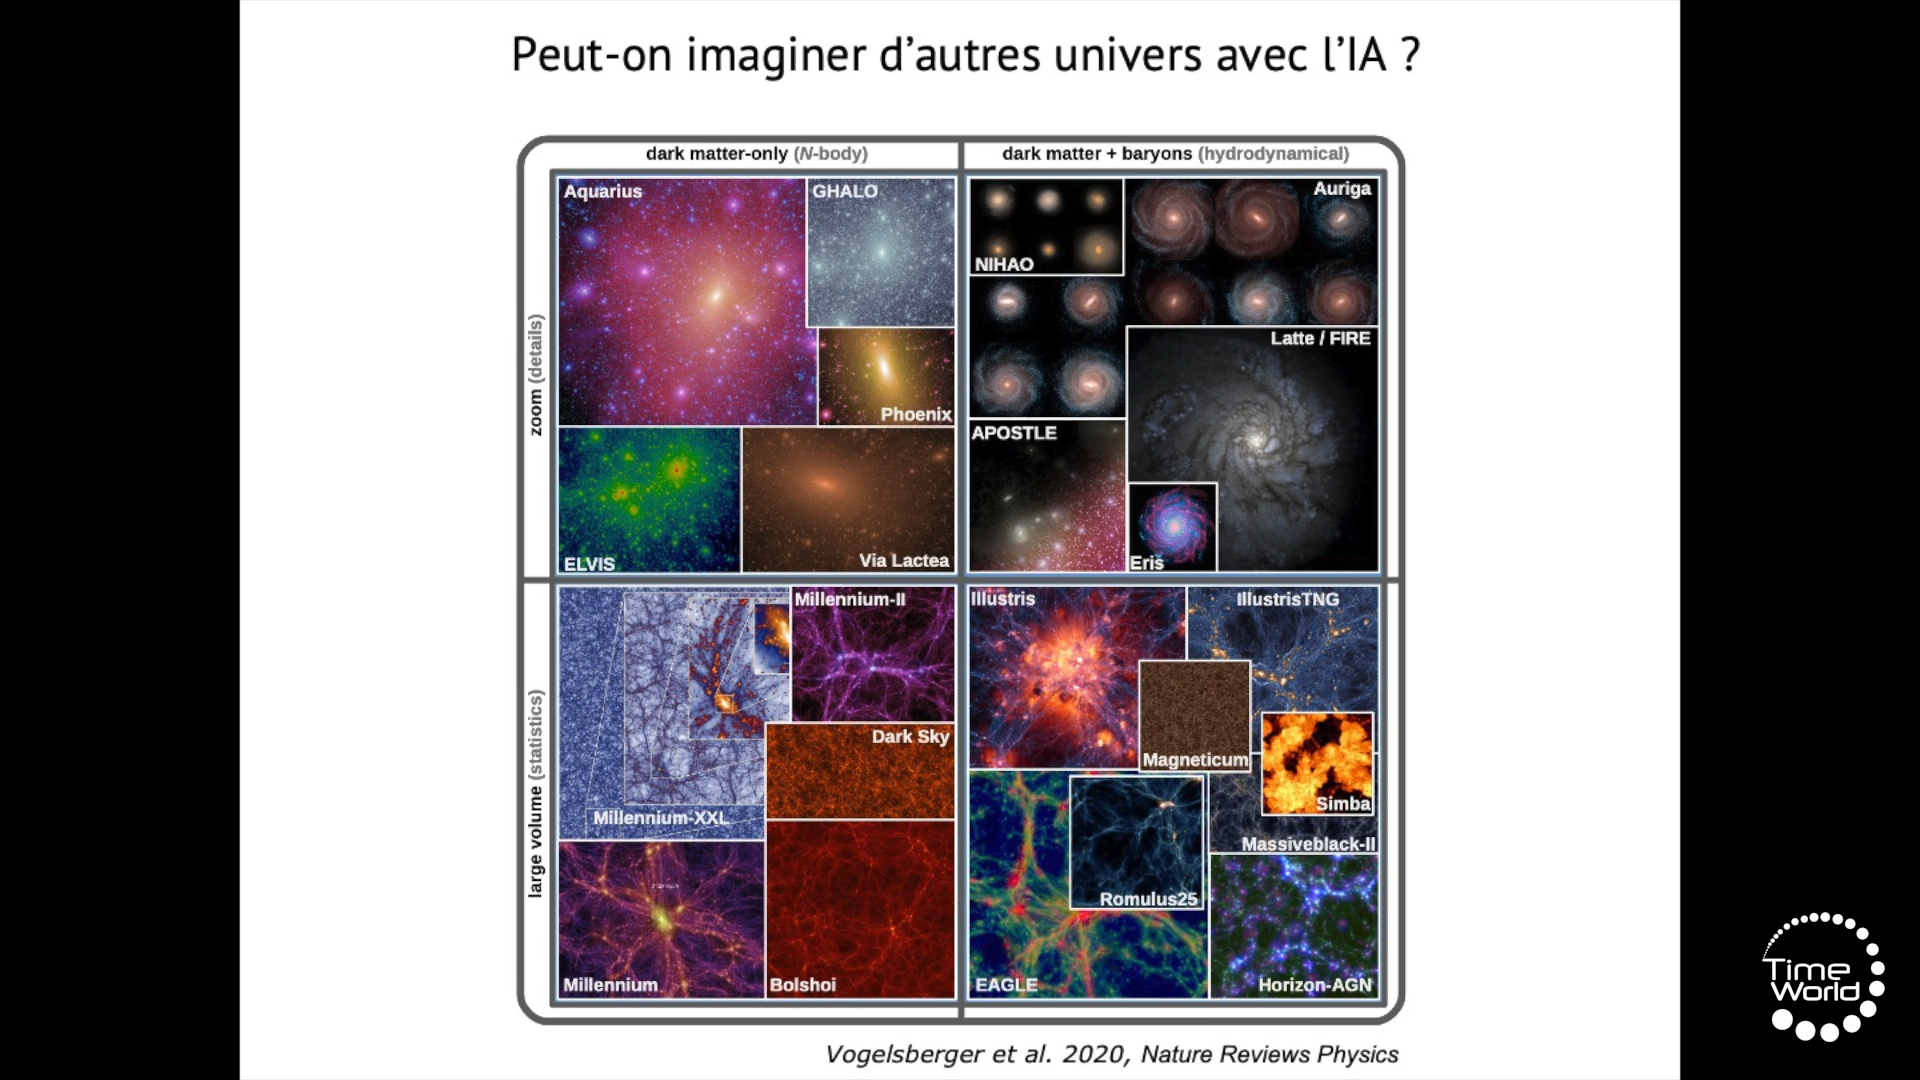 Peut-on imaginer d'autres univers avec l'IA ?
dark matter-only (N-body)
dark matter + baryons (hydrodynamical)
zoom (details)
Aquarius
GHALO
Phoenix
ELVIS
Via Lactea
NIHAO
Auriga
Latte / FIRE
APOSTLE
Eris
large volume (statistics)
Millennium-XXL
Millennium-II
Dark Sky
Millennium
Bolshoi
Illustris
IllustrisTNG
Magneticum
Simba
Massiveblack-II
Romulus25
EAGLE
Horizon-AGN
Vogelsberger et al. 2020, Nature Reviews Physics
Time
World